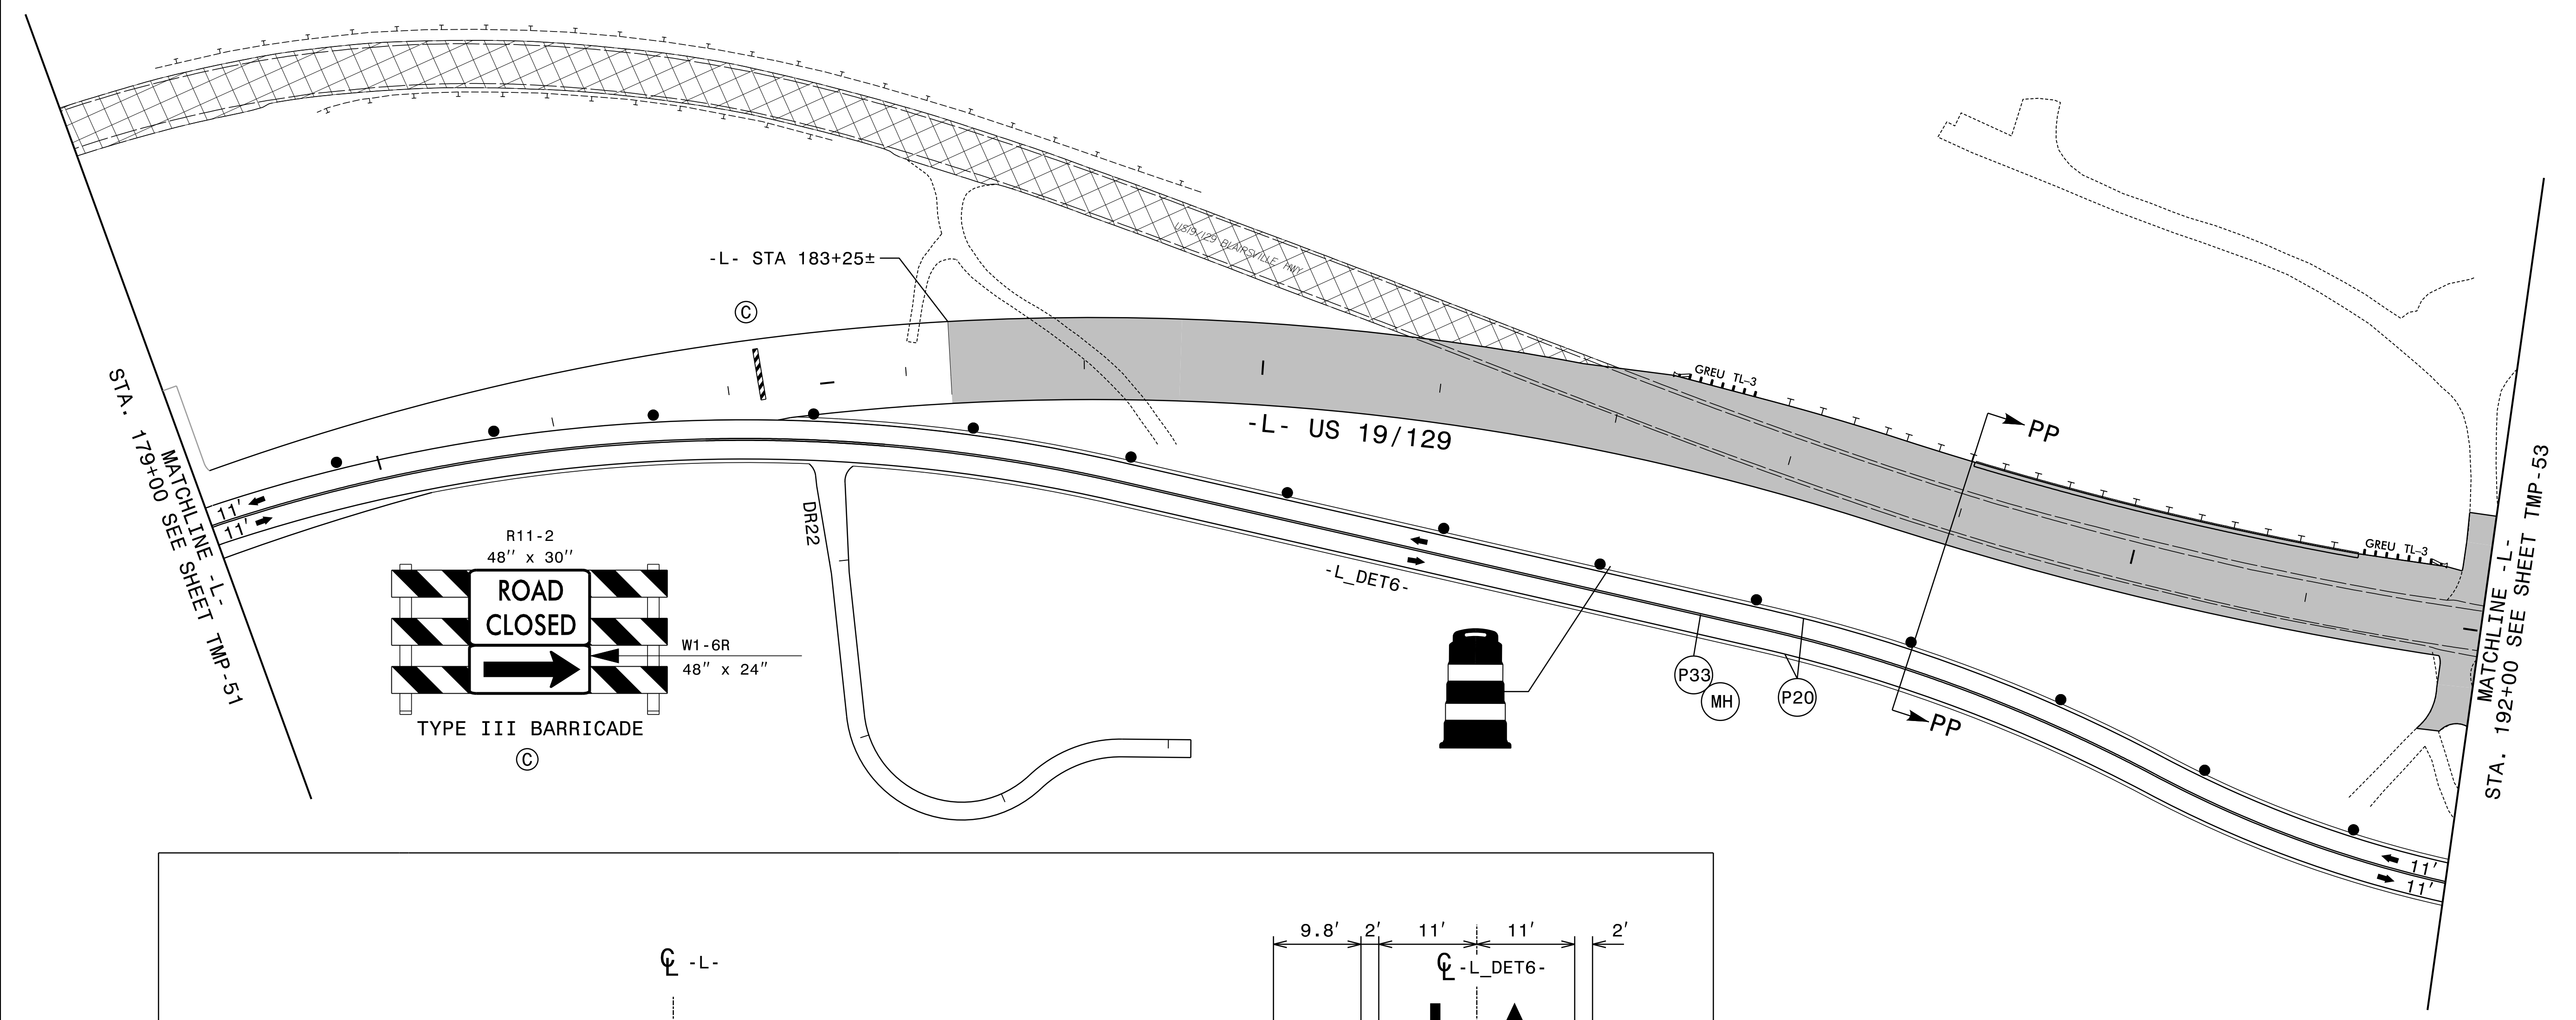 US19/129 BLAIRSVILLE HWY
-L- STA 183+25±
C
GREU TL-3
PP
-L- US 19/129
MATCHLINE -L-
STA. 179+00 SEE SHEET TMP-51
11'
11'
DR22
R11-2
48" x 30"
ROAD
CLOSED
W1-6R
48" x 24"
TYPE III BARRICADE
C
-L_DET6-
P33
MH
P20
PP
GREU TL-3
MATCHLINE -L-
STA. 192+00 SEE SHEET TMP-53
11'
11'
9.8' 2' 11' 11' 2'
CL -L-
CL -L_DET6-